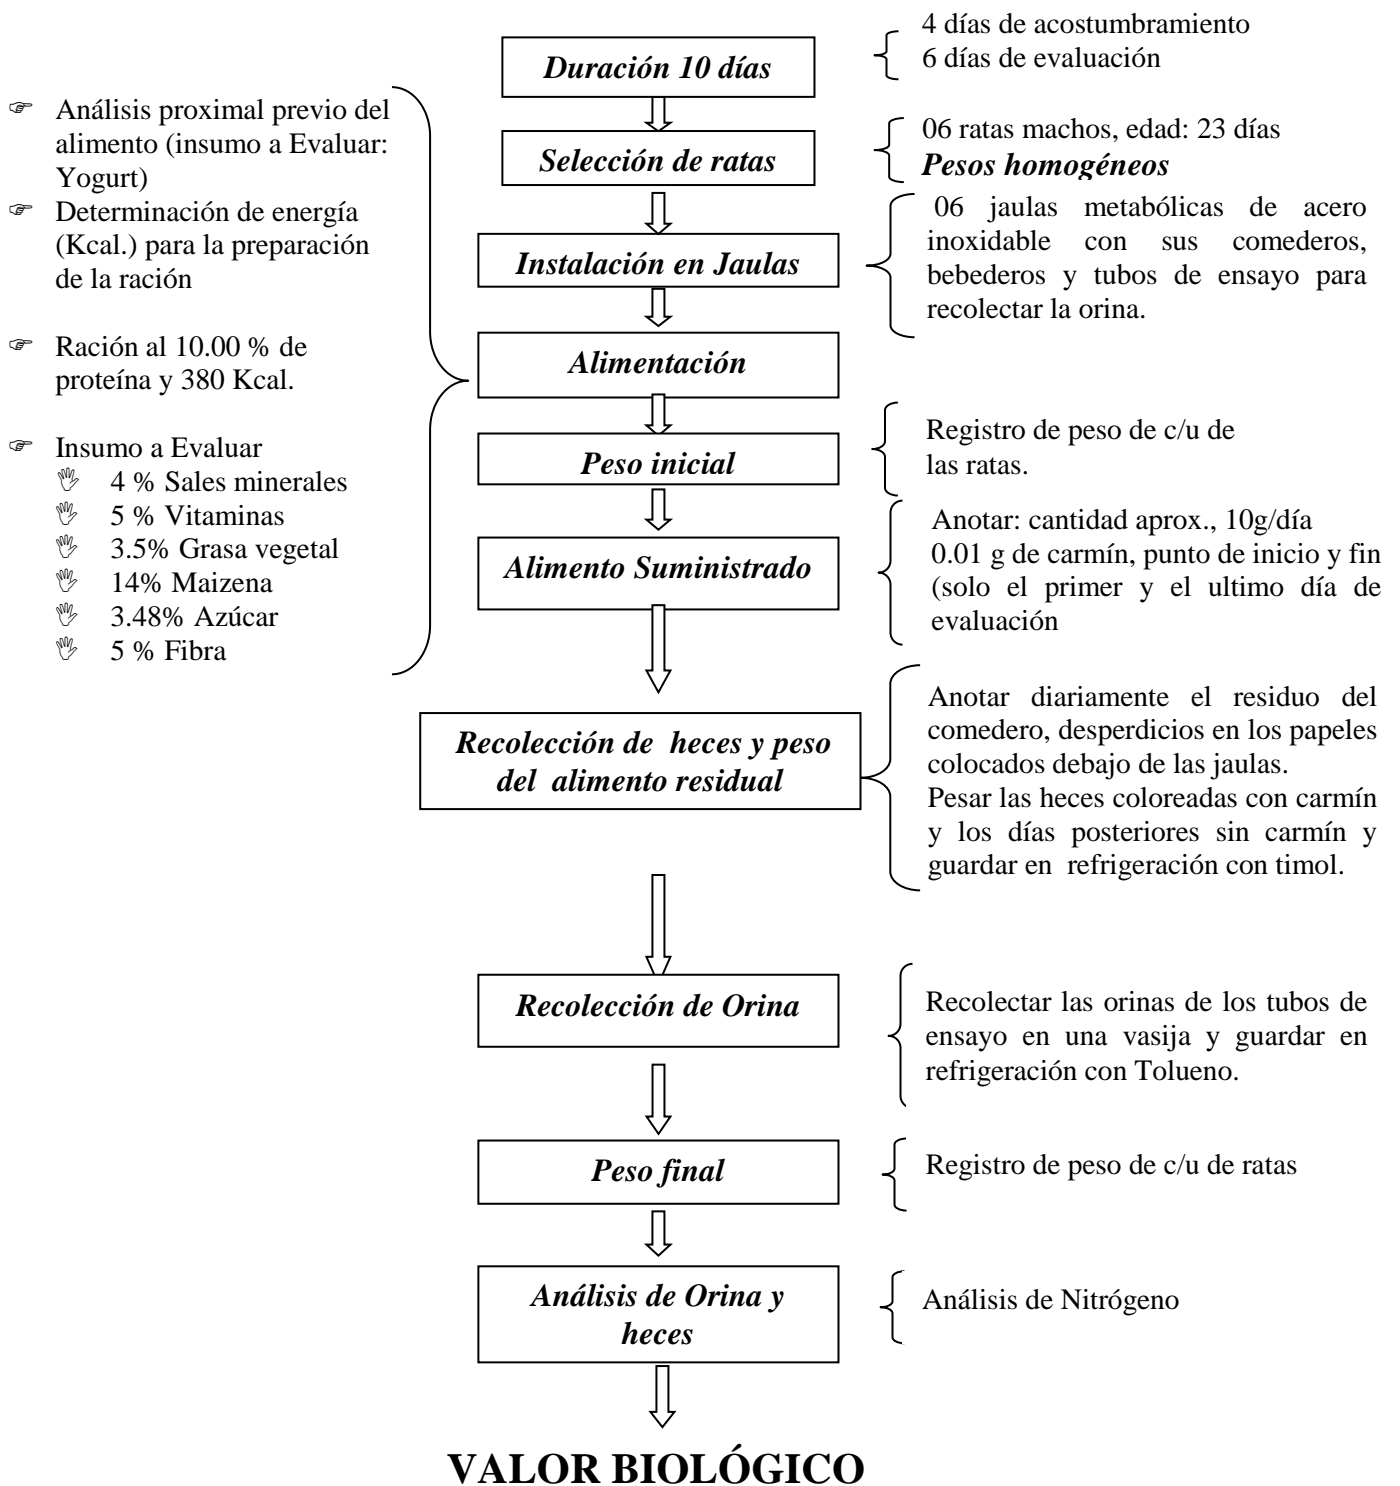 4 días de acostumbramiento
6 días de evaluación
Duración 10 días
☞ Análisis proximal previo del
alimento (insumo a Evaluar:
Yogurt)
☞ Determinación de energía
(Kcal.) para la preparación
de la ración
☞ Ración al 10.00 % de
proteína y 380 Kcal.
☞ Insumo a Evaluar
4 % Sales minerales
5 % Vitaminas
3.5% Grasa vegetal
14% Maizena
3.48% Azúcar
5 % Fibra
Selección de ratas
06 ratas machos, edad: 23 días
Pesos homogéneos
Instalación en Jaulas
06 jaulas metabólicas de acero
inoxidable con sus comederos,
bebederos y tubos de ensayo para
recolectar la orina.
Alimentación
Peso inicial
Registro de peso de c/u de
las ratas.
Alimento Suministrado
Anotar: cantidad aprox., 10g/día
0.01 g de carmín, punto de inicio y fin
(solo el primer y el ultimo día de
evaluación
Recolección de heces y peso
del alimento residual
Anotar diariamente el residuo del
comedero, desperdicios en los papeles
colocados debajo de las jaulas.
Pesar las heces coloreadas con carmín
y los días posteriores sin carmín y
guardar en refrigeración con timol.
Recolección de Orina
Recolectar las orinas de los tubos de
ensayo en una vasija y guardar en
refrigeración con Tolueno.
Peso final
Registro de peso de c/u de ratas
Análisis de Orina y
heces
Análisis de Nitrógeno
VALOR BIOLÓGICO